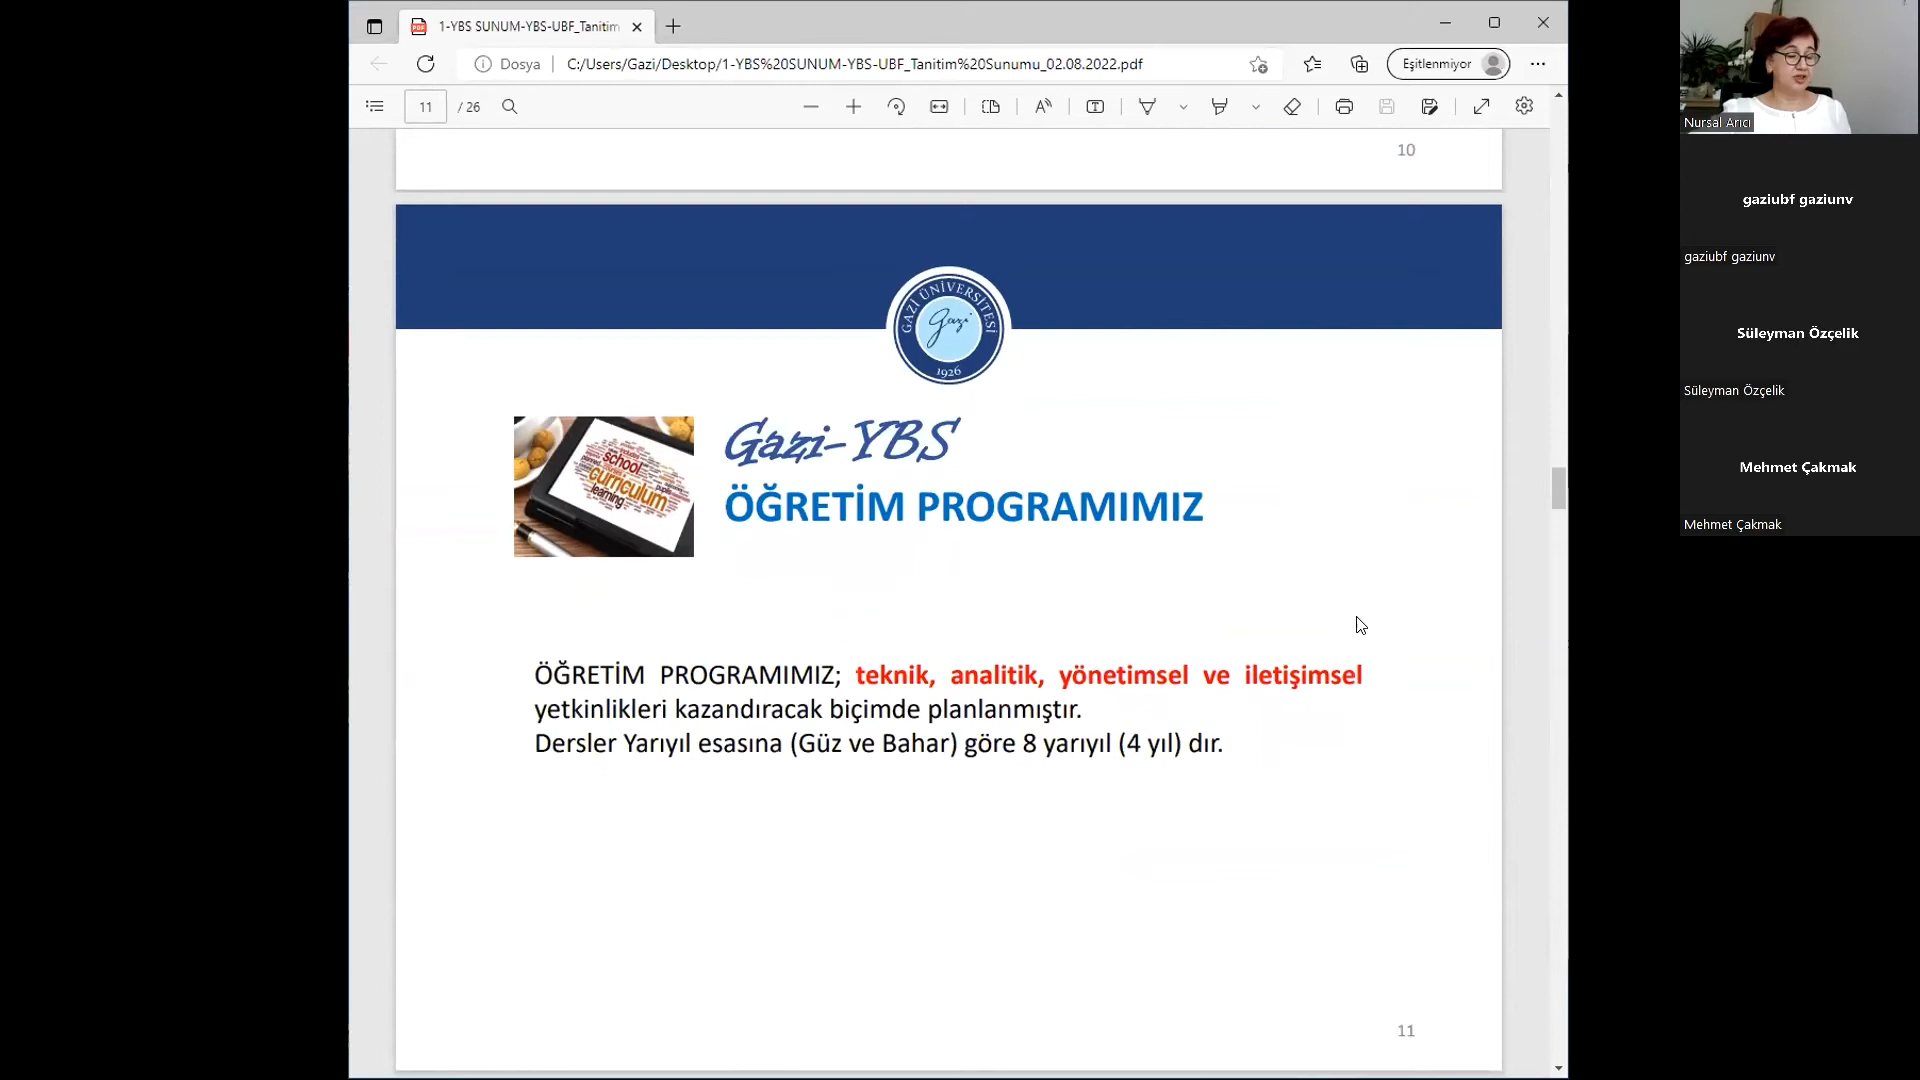 1-YBS SUNUM-YBS-UBF_Tanitim
Dosya
C:/Users/Gazi/Desktop/1-YBS%20SUNUM-YBS-UBF_Tanitim%20Sunumu_02.08.2022.pdf
Eşitlenmiyor
11 / 26
10
GAZİ ÜNİVERSİTESİ
Gazi
1926
school
curriculum
learning
Gazi-YBS
ÖĞRETİM PROGRAMIMIZ
ÖĞRETİM PROGRAMIMIZ; teknik, analitik, yönetimsel ve iletişimsel
yetkinlikleri kazandıracak biçimde planlanmıştır.
Dersler Yarıyıl esasına (Güz ve Bahar) göre 8 yarıyıl (4 yıl) dır.
11
Nursal Arıcı
gaziubf gaziunv
gaziubf gaziunv
Süleyman Özçelik
Süleyman Özçelik
Mehmet Çakmak
Mehmet Çakmak